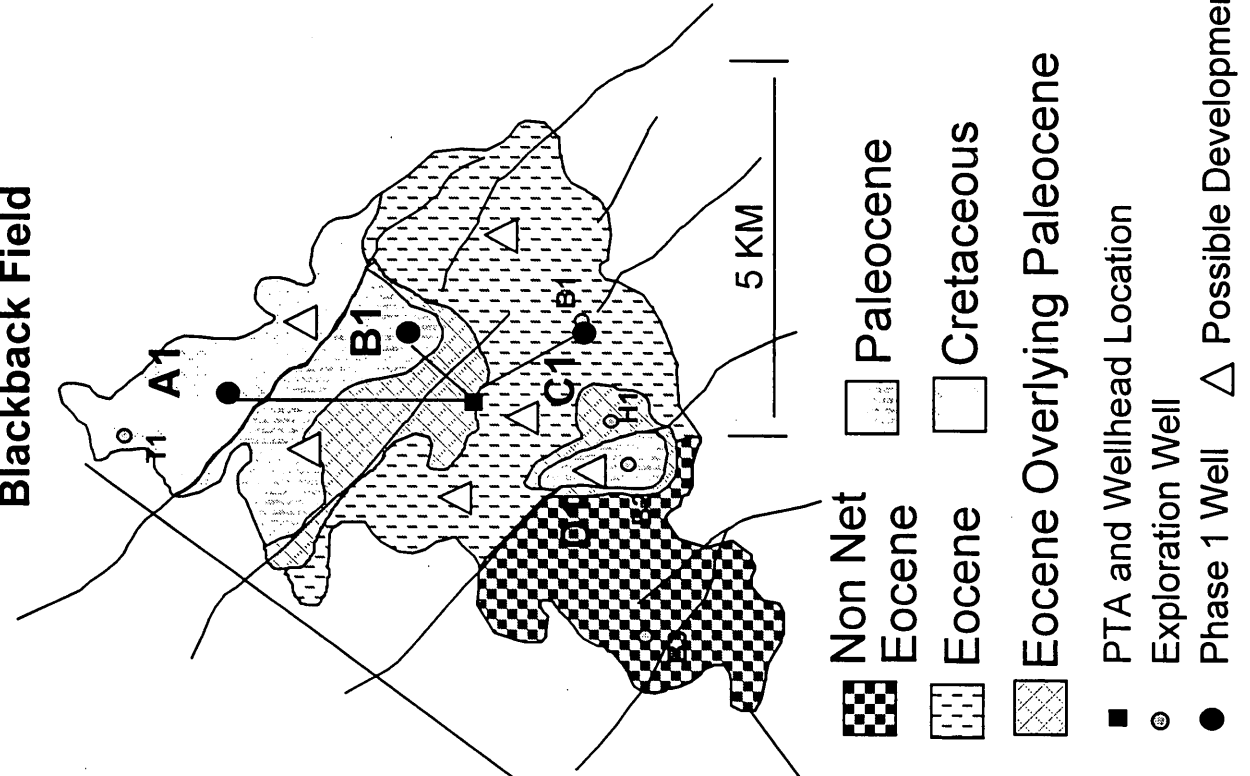 Blackback Field
A1
T1
B1
B1
C1
H1
D1
5 KM
Non Net
Eocene
Paleocene
Eocene
Cretaceous
Eocene Overlying Paleocene
PTA and Wellhead Location
Exploration Well
Phase 1 Well
Possible